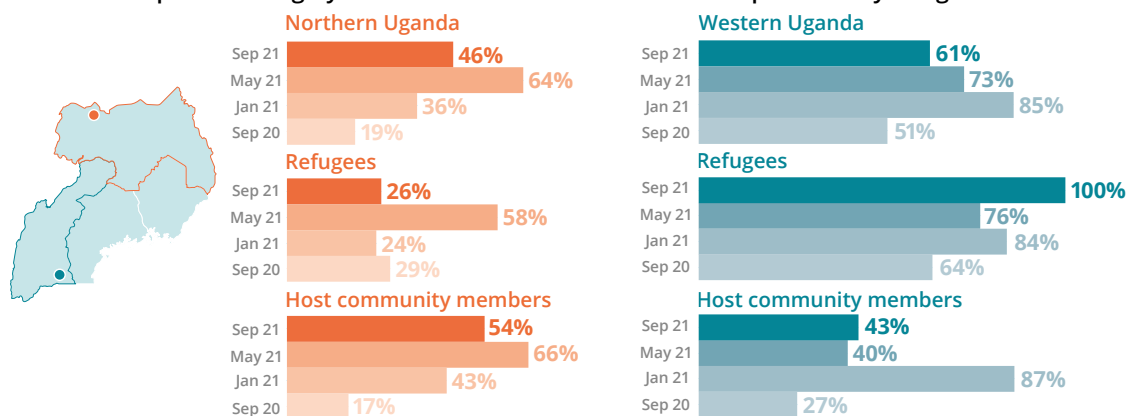 Northern Uganda
Sep 21 46%
May 21 64%
Jan 21 36%
Sep 20 19%
Refugees
Sep 21 26%
May 21 58%
Jan 21 24%
Sep 20 29%
Host community members
Sep 21 54%
May 21 66%
Jan 21 43%
Sep 20 17%
Western Uganda
Sep 21 61%
May 21 73%
Jan 21 85%
Sep 20 51%
Refugees
Sep 21 100%
May 21 76%
Jan 21 84%
Sep 20 64%
Host community members
Sep 21 43%
May 21 40%
Jan 21 87%
Sep 20 27%